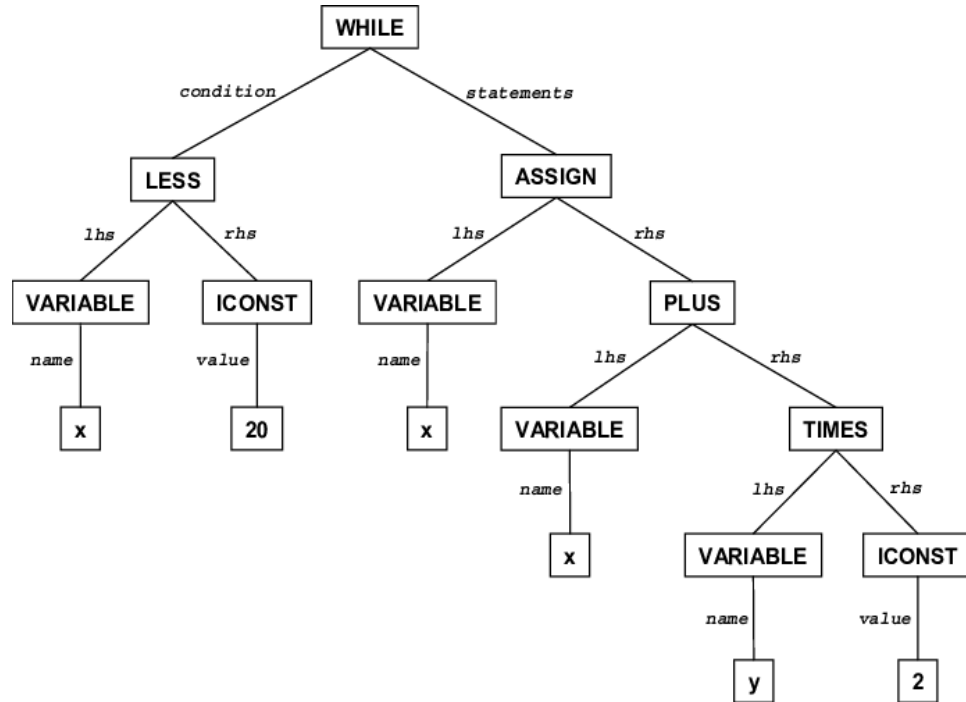 WHILE
condition statements
LESS ASSIGN
lhs rhs lhs rhs
VARIABLE ICONST VARIABLE PLUS
name value name lhs rhs
x 20 x VARIABLE TIMES
name lhs rhs
x VARIABLE ICONST
name value
y 2